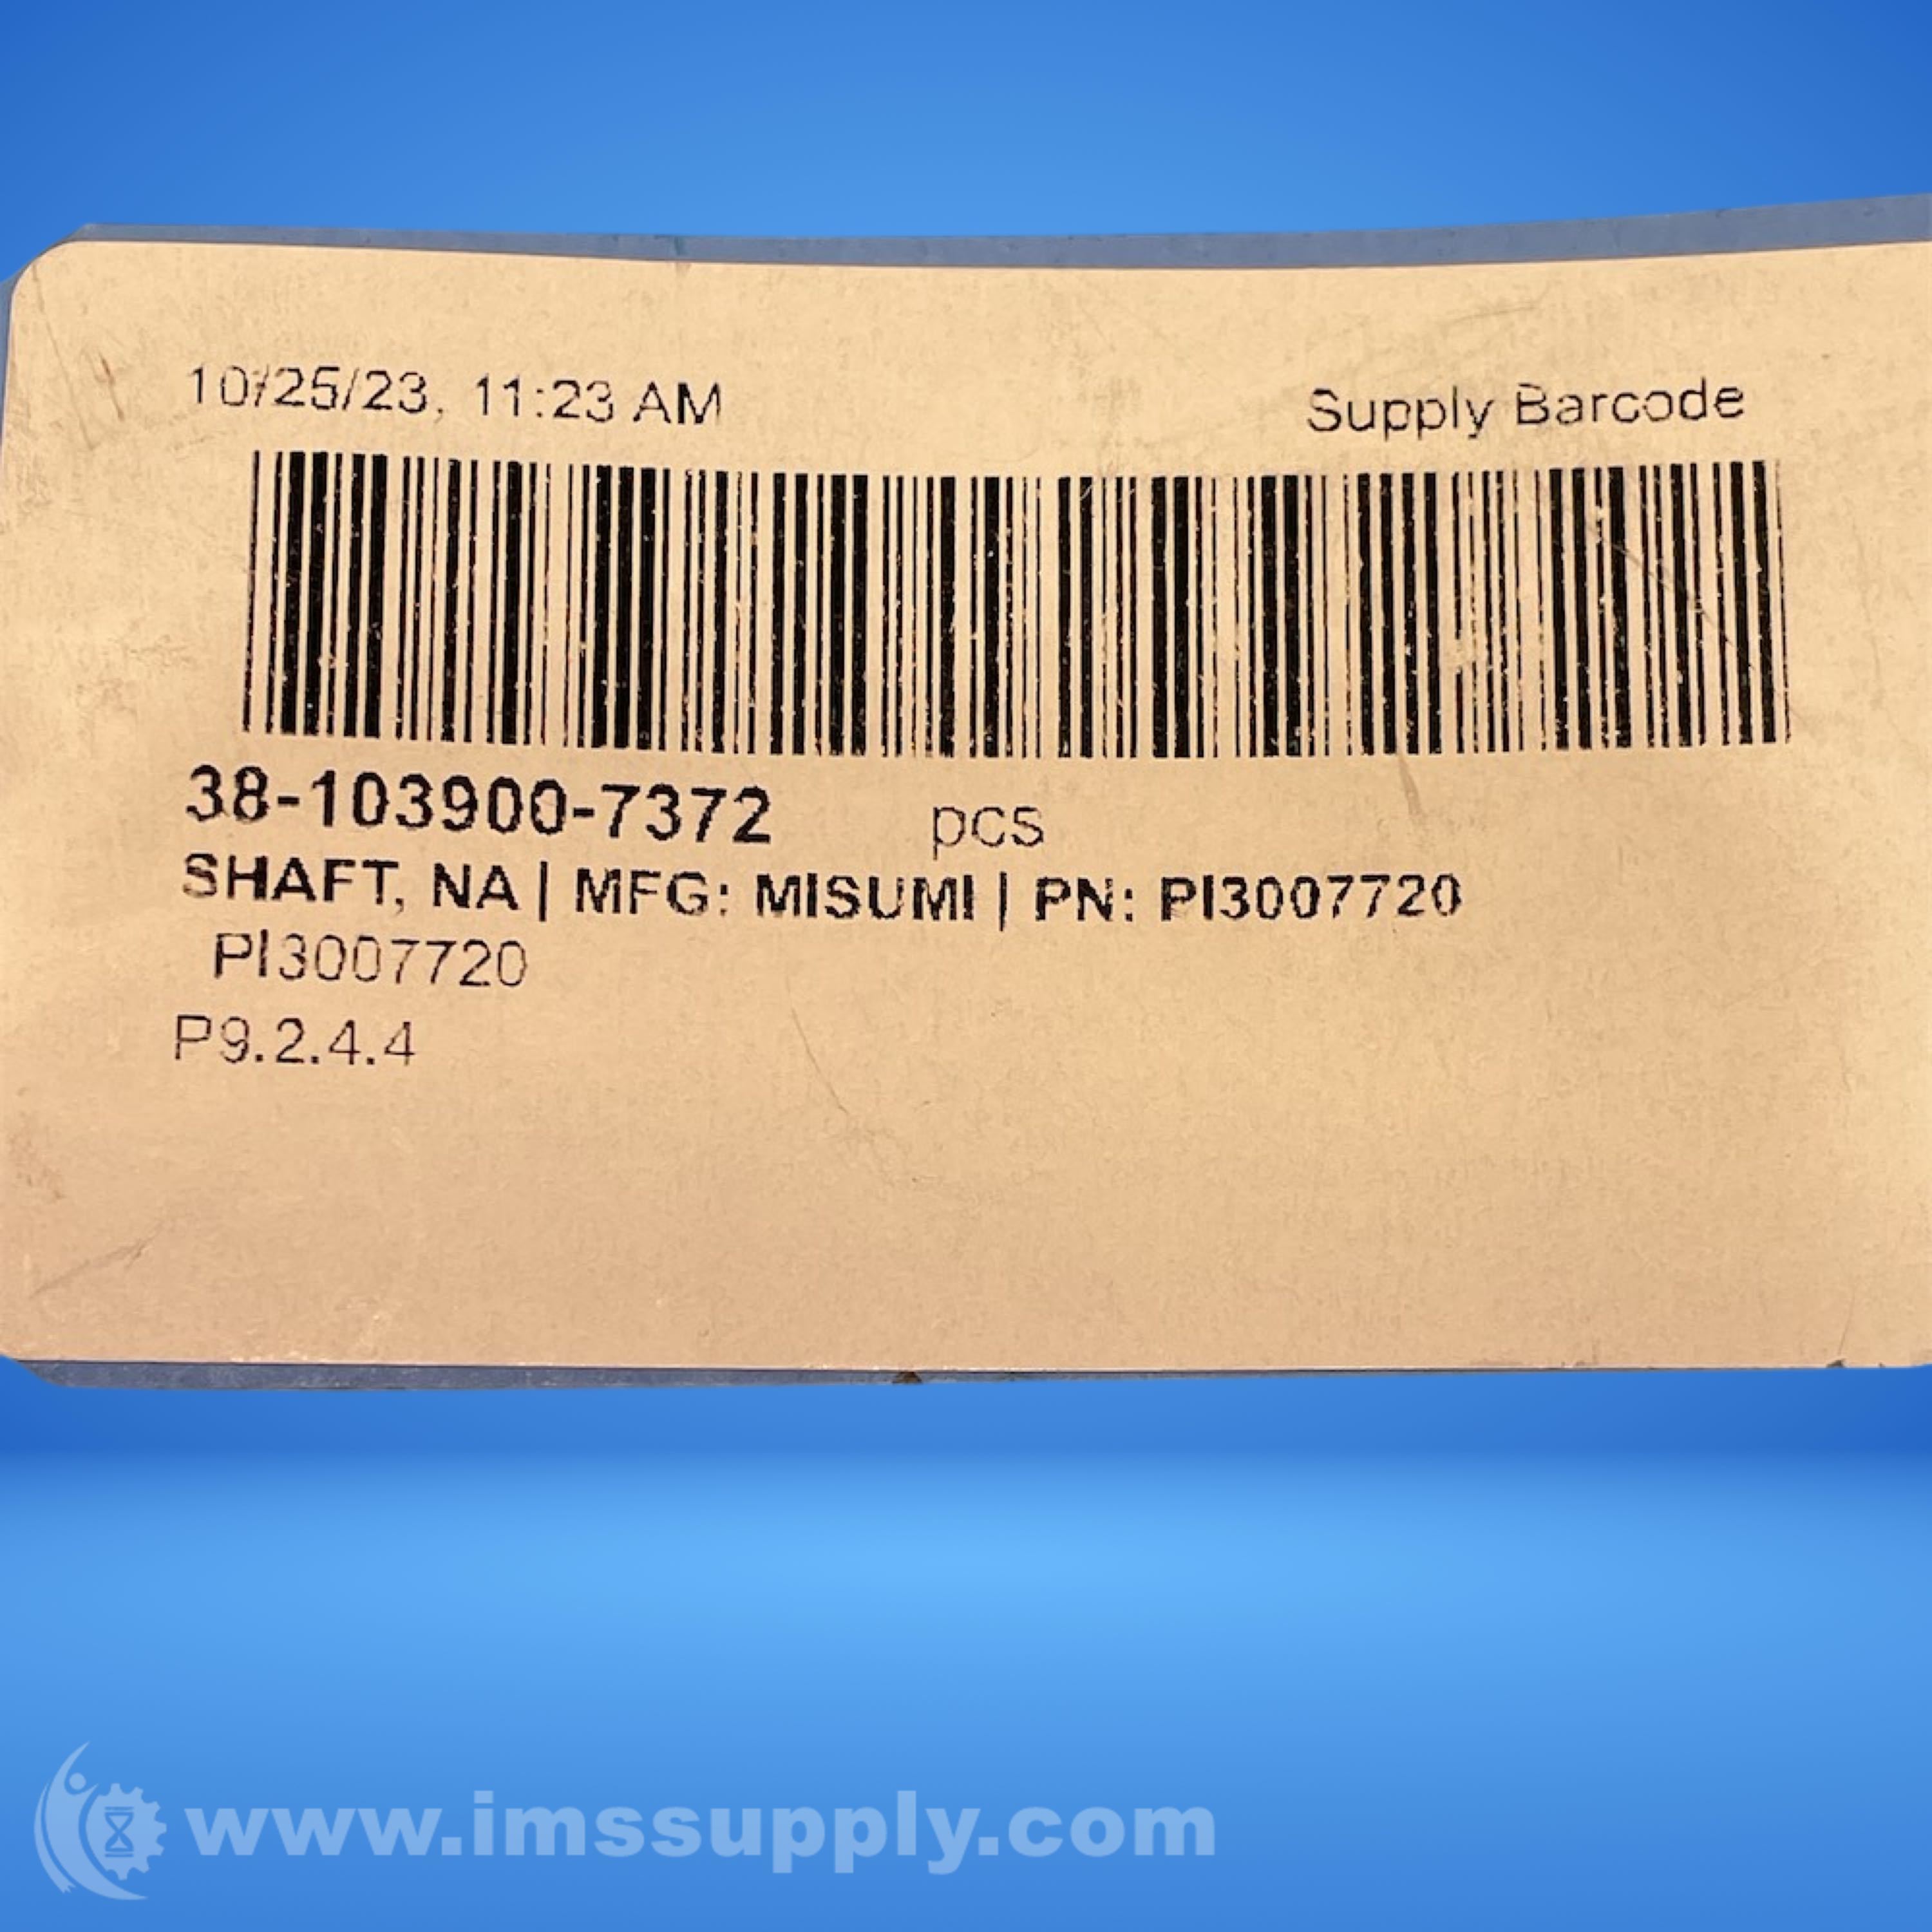 10/25/23, 11:23 AM Supply Barcode
38-103900-7372 pcs
SHAFT, NA | MFG: MISUMI | PN: PI3007720
PI3007720
P9.2.4.4
www.imssupply.com